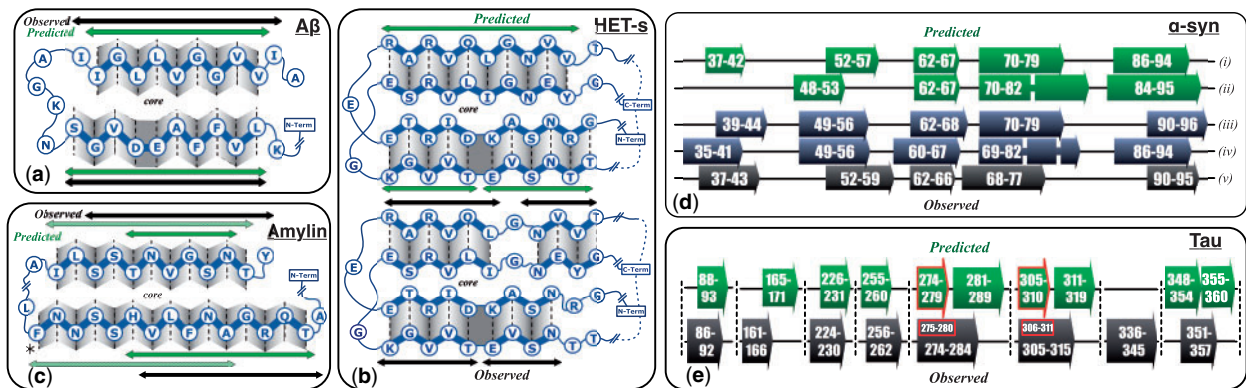 Observed
Predicted
Aβ
A
G
K
N
core
S V A F L
G D E F V K
N-Term
(a)
Observed
Predicted
Amylin
I S N G N Y
L S T V S T
A
L
core
N-Term
N S H L N G R T
F N S V F A Q A
*
(c)
Predicted
HET-s
R R Q G V T
A V L N V
E R L G Y G
S V I N E
core
C-Term
N-Term
E
G
E I D A N G
T R K S R
G V E S T
K V T V N T
R R Q L N V T
A V G V
E R L I N Y G
S V G E
core
C-Term
N-Term
E
G
E I D A N G
T R K S R
G V E S T
K V T V N T
Observed
(b)
Predicted
α-syn
37-42 52-57 62-67 70-79 86-94 (i)
48-53 62-67 70-82 84-95 (ii)
39-44 49-56 62-68 70-79 90-96 (iii)
35-41 49-56 60-67 69-82 86-94 (iv)
37-43 52-59 62-66 68-77 90-95 (v)
Observed
(d)
Predicted
Tau
88-93 165-171 226-231 255-260 274-279 281-289 305-310 311-319 348-354 355-360
275-280 306-311
86-92 161-166 224-230 256-262 274-284 305-315 336-345 351-357
Observed
(e)